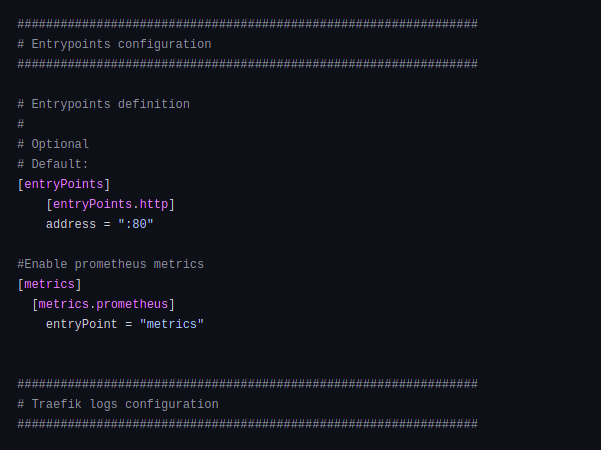 ################################################################
# Entrypoints configuration
################################################################
# Entrypoints definition
#
# Optional
# Default:
[entryPoints]
[entryPoints.http]
address = ":80"
#Enable prometheus metrics
[metrics]
[metrics.prometheus]
entryPoint = "metrics"
################################################################
# Traefik logs configuration
################################################################